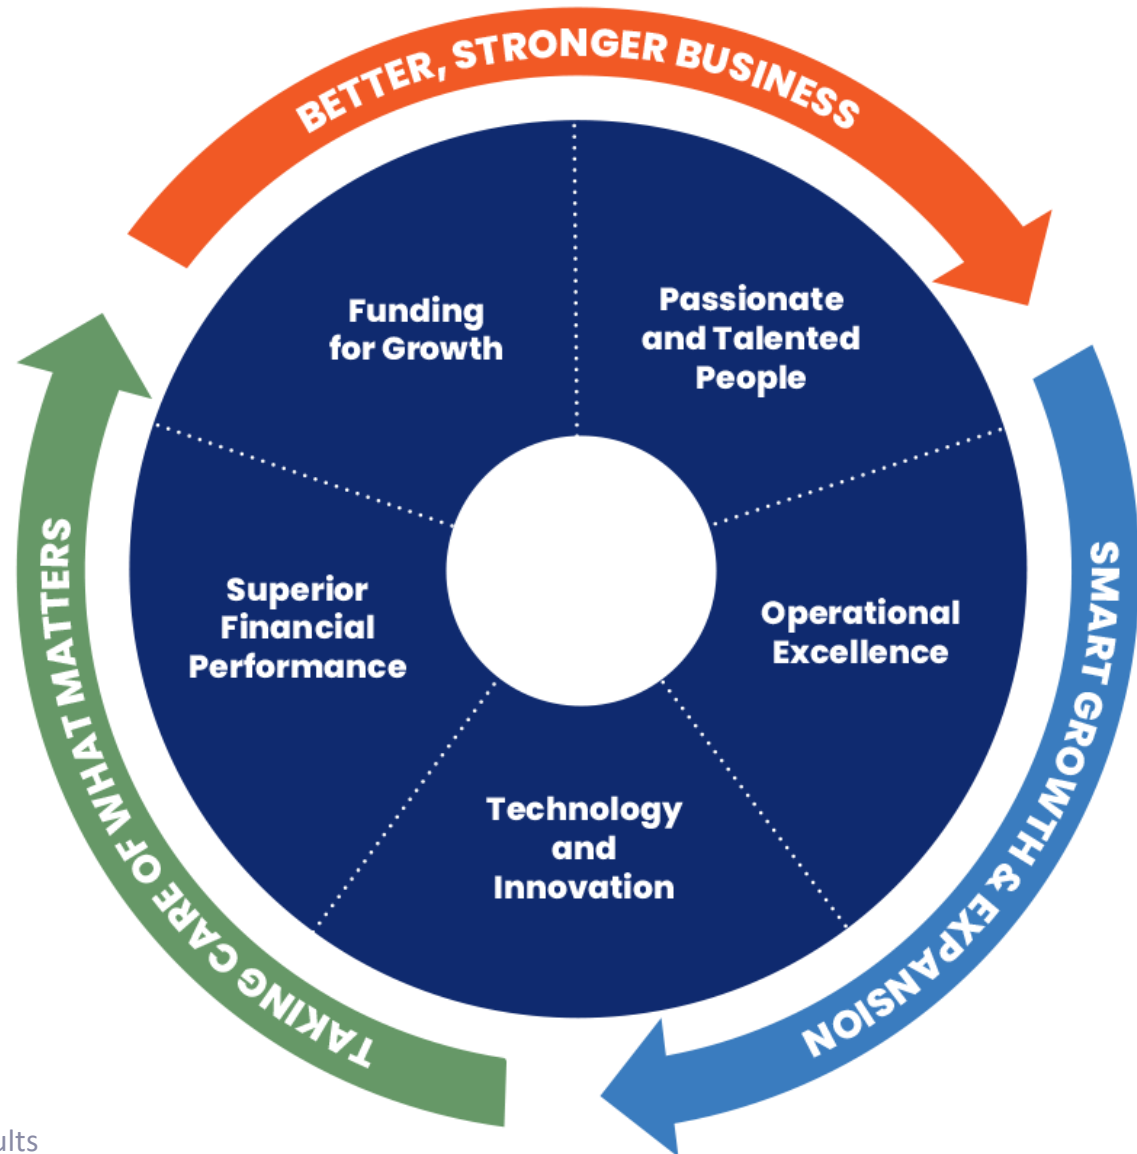 BETTER, STRONGER BUSINESS
Funding
for Growth
Passionate
and Talented
People
Superior
Financial
Performance
Operational
Excellence
Technology
and
Innovation
SMART GROWTH & EXPANSION
TAKING CARE OF WHAT MATTERS